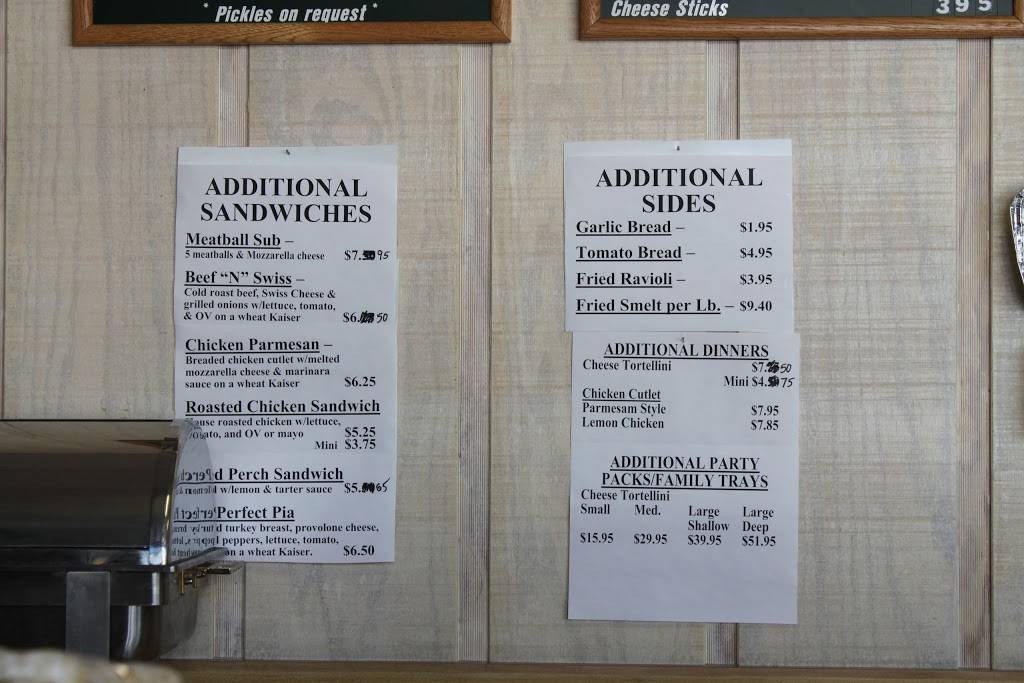 * Pickles on request *
Cheese Sticks 3 9 5
ADDITIONAL
SANDWICHES
Meatball Sub –
5 meatballs & Mozzarella cheese $7. 95
Beef “N” Swiss –
Cold roast beef, Swiss Cheese &
grilled onions w/lettuce, tomato,
& OV on a wheat Kaiser $6. 50
Chicken Parmesan –
Breaded chicken cutlet w/melted
mozzarella cheese & marinara
sauce on a wheat Kaiser $6.25
Roasted Chicken Sandwich
roasted chicken w/lettuce,
and OV or mayo $5.25
Mini $3.75
Perch Sandwich
w/lemon & tarter sauce $5. 65
Perfect Pia
turkey breast, provolone cheese,
peppers, lettuce, tomato,
on a wheat Kaiser. $6.50
ADDITIONAL
SIDES
Garlic Bread – $1.95
Tomato Bread – $4.95
Fried Ravioli – $3.95
Fried Smelt per Lb. – $9.40
ADDITIONAL DINNERS
Cheese Tortellini $7. 50
Mini $4. 75
Chicken Cutlet
Parmesam Style $7.95
Lemon Chicken $7.85
ADDITIONAL PARTY
PACKS/FAMILY TRAYS
Cheese Tortellini
Small Med. Large Large
Shallow Deep
$15.95 $29.95 $39.95 $51.95